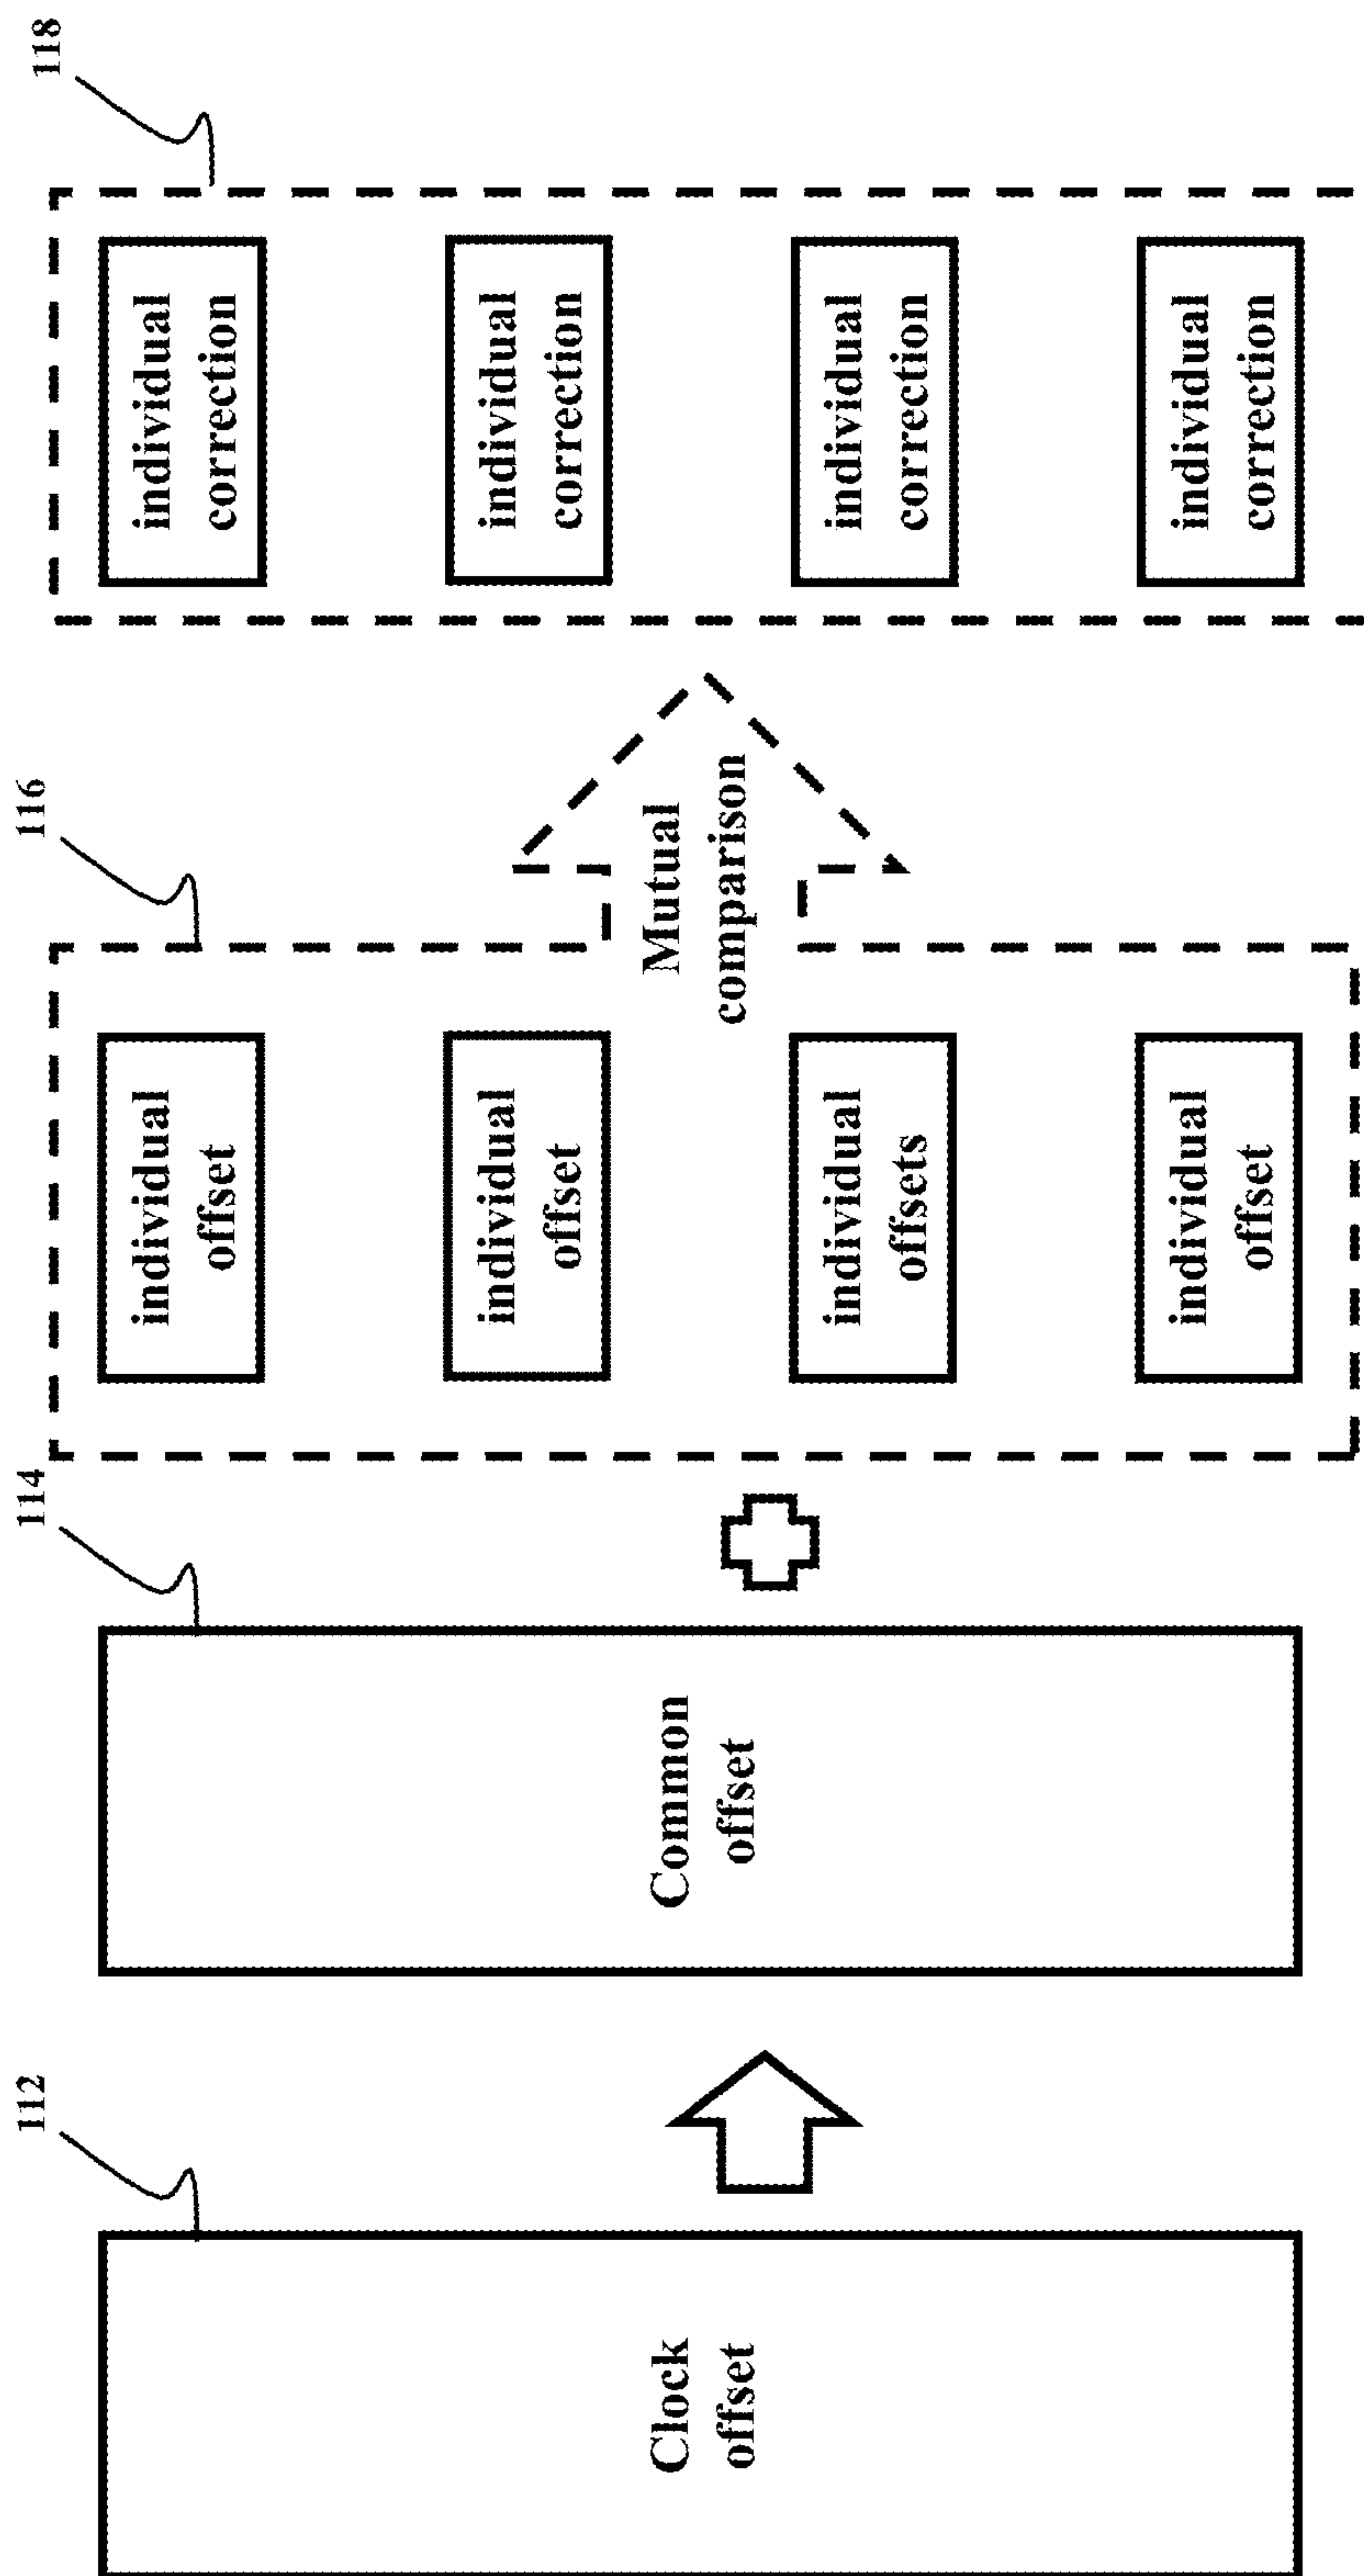 112
114
116
118
Clock
offset
Common
offset
individual
offset
individual
offset
individual
offsets
individual
offset
Mutual
comparison
individual
correction
individual
correction
individual
correction
individual
correction